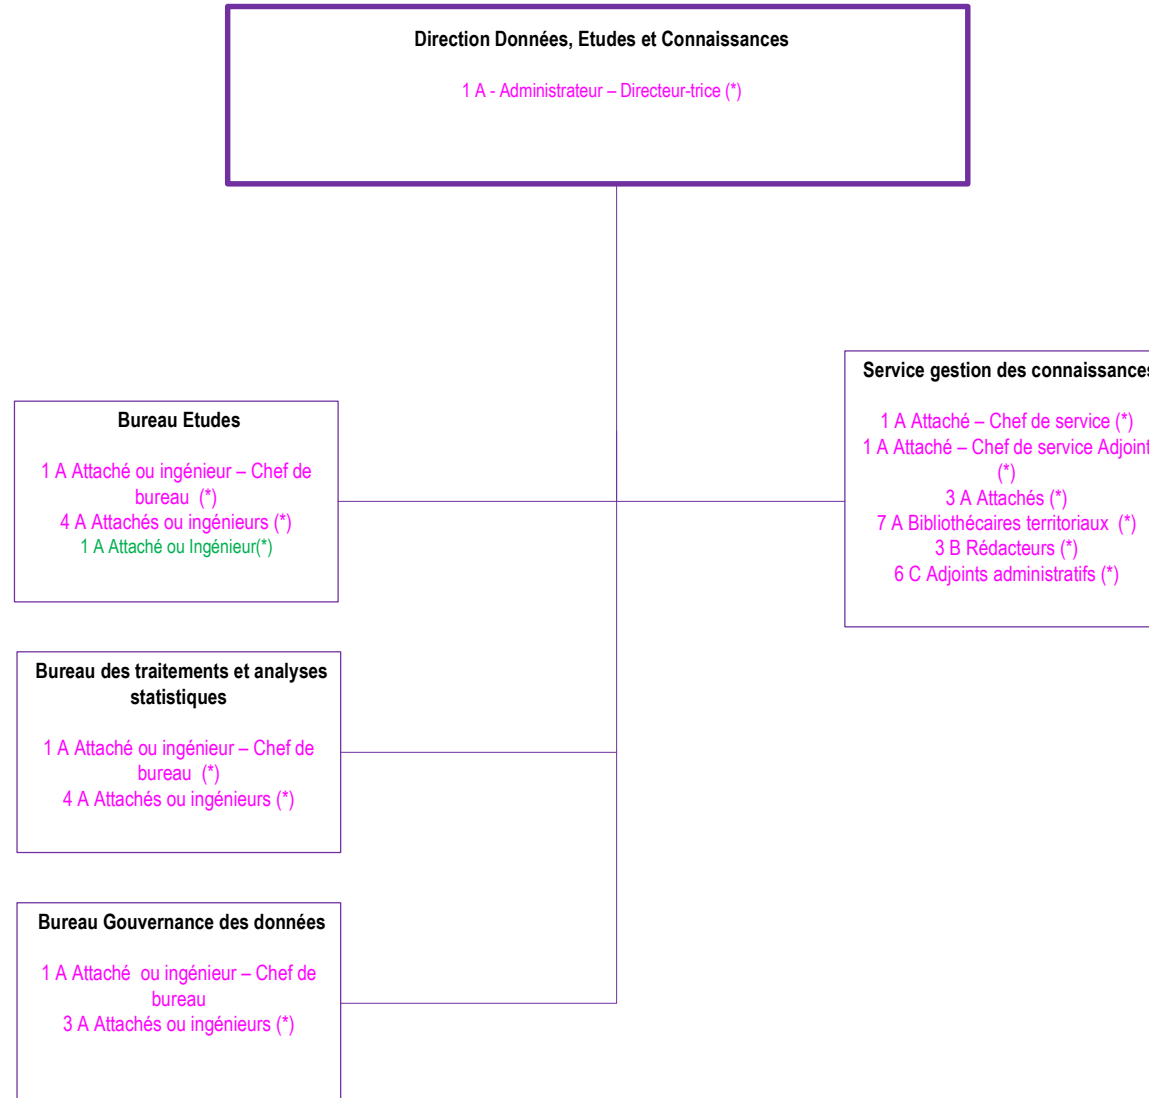 Direction Données, Etudes et Connaissances
1 A - Administrateur – Directeur-trice (*)
Bureau Etudes
1 A Attaché ou ingénieur – Chef de
bureau  (*)
4 A Attachés ou ingénieurs (*)
1 A Attaché ou Ingénieur(*)
Bureau des traitements et analyses
statistiques
1 A Attaché ou ingénieur – Chef de
bureau  (*)
4 A Attachés ou ingénieurs (*)
Bureau Gouvernance des données
1 A Attaché  ou ingénieur – Chef de
bureau
3 A Attachés ou ingénieurs (*)
Service gestion des connaissances
1 A Attaché – Chef de service (*)
1 A Attaché – Chef de service Adjoint
(*)
3 A Attachés (*)
7 A Bibliothécaires territoriaux  (*)
3 B Rédacteurs (*)
6 C Adjoints administratifs (*)